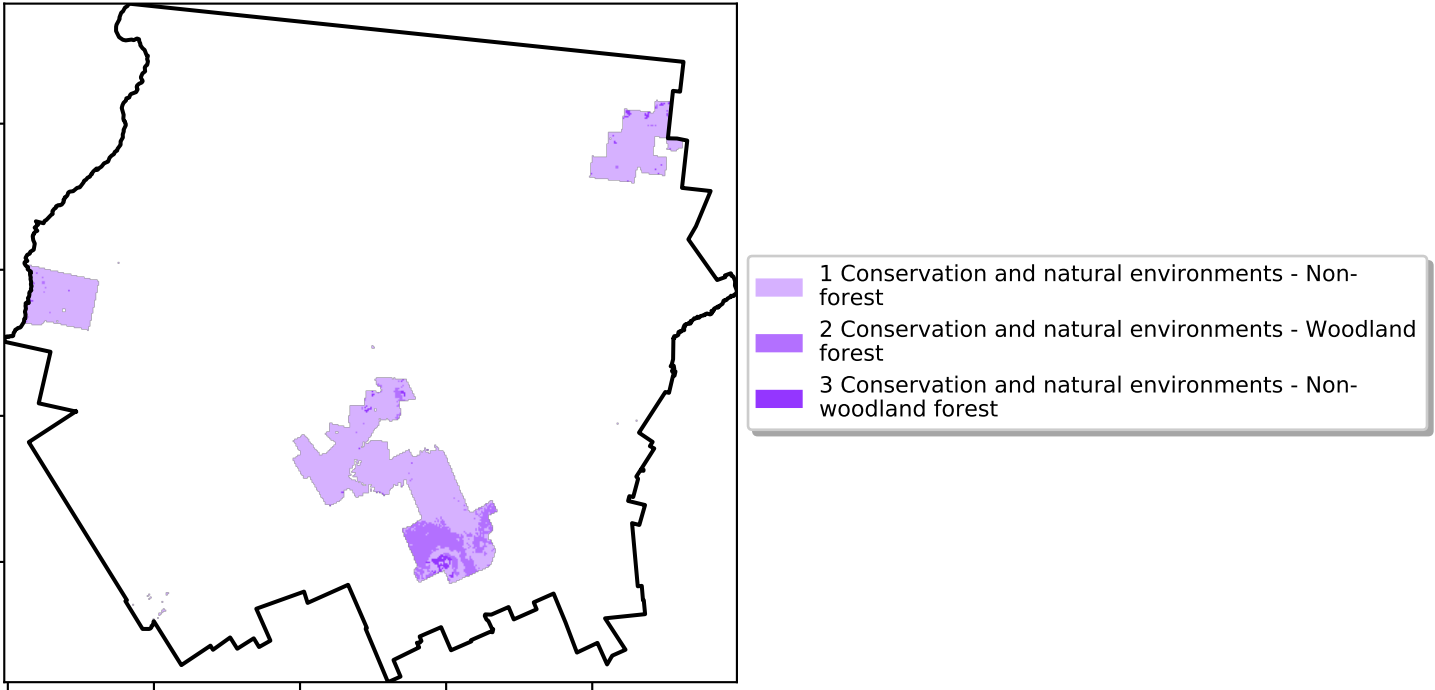 1 Conservation and natural environments - Non-
forest
2 Conservation and natural environments - Woodland
forest
3 Conservation and natural environments - Non-
woodland forest